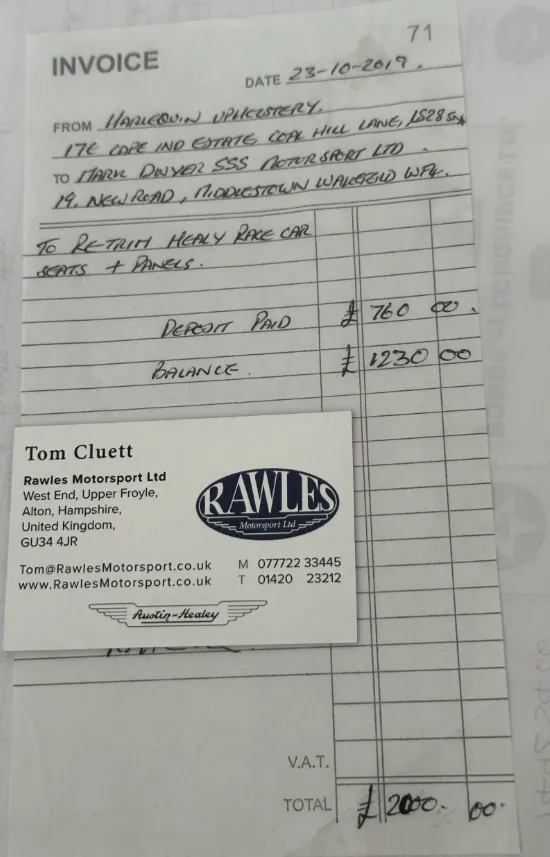 71
INVOICE
DATE 23-10-2019.
FROM HARLEQUIN UPHOLSTERY.
17E COPE IND ESTATE, COAL HILL LANE, LS28
TO MARK DWYER SSS MOTORSPORT LTD
19. NEW ROAD, MIDDLESTOWN WAKEFIELD
TO RE-TRIM HEALY RACE CAR
SEATS + PANELS.
DEPOSIT PAID £ 760 00.
BALANCE. £ 1230 00
Tom Cluett
Rawles Motorsport Ltd
West End, Upper Froyle,
Alton, Hampshire,
United Kingdom,
GU34 4JR
RAWLES
Motorsport Ltd
Tom@RawlesMotorsport.co.uk M 077722 33445
www.RawlesMotorsport.co.uk T 01420 23212
Austin-Healey
V.A.T.
TOTAL £ 2000. 00.